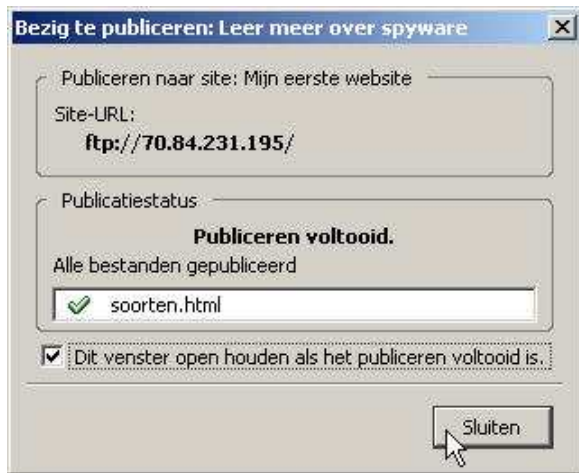 Bezig te publiceren: Leer meer over spyware
Publiceren naar site: Mijn eerste website
Site-URL:
ftp://70.84.231.195/
Publicatiestatus
Publiceren voltooid.
Alle bestanden gepubliceerd
soorten.html
Dit venster open houden als het publiceren voltooid is.
Sluiten